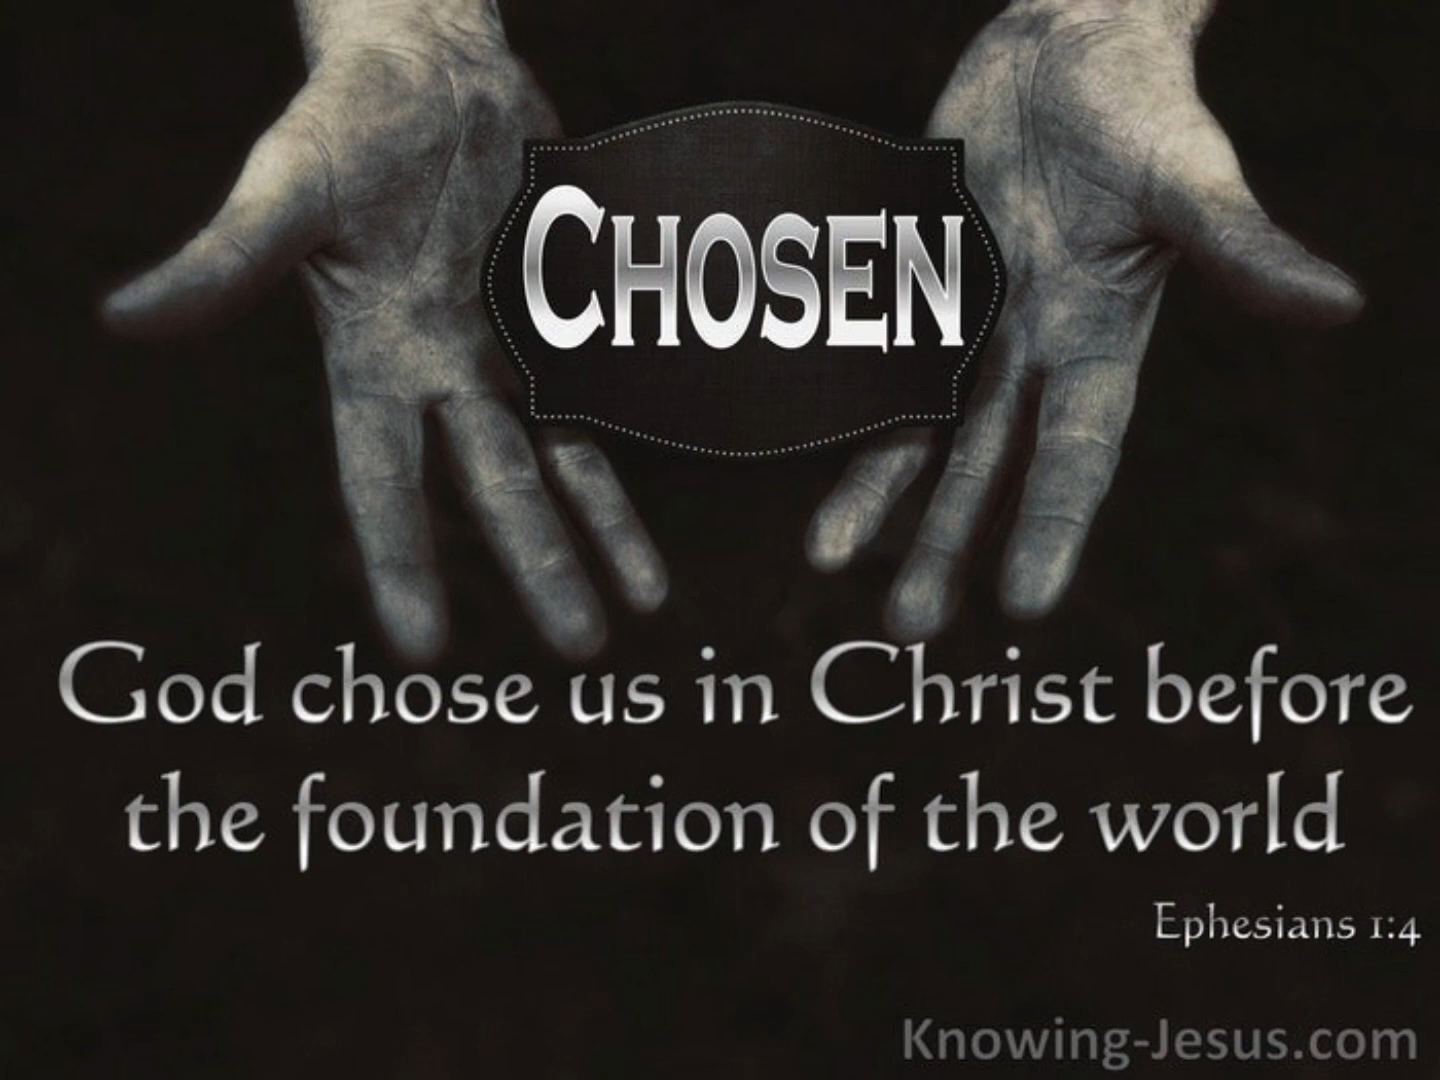 CHOSEN
God chose us in Christ before
the foundation of the world
Ephesians 1:4
Knowing-Jesus.com